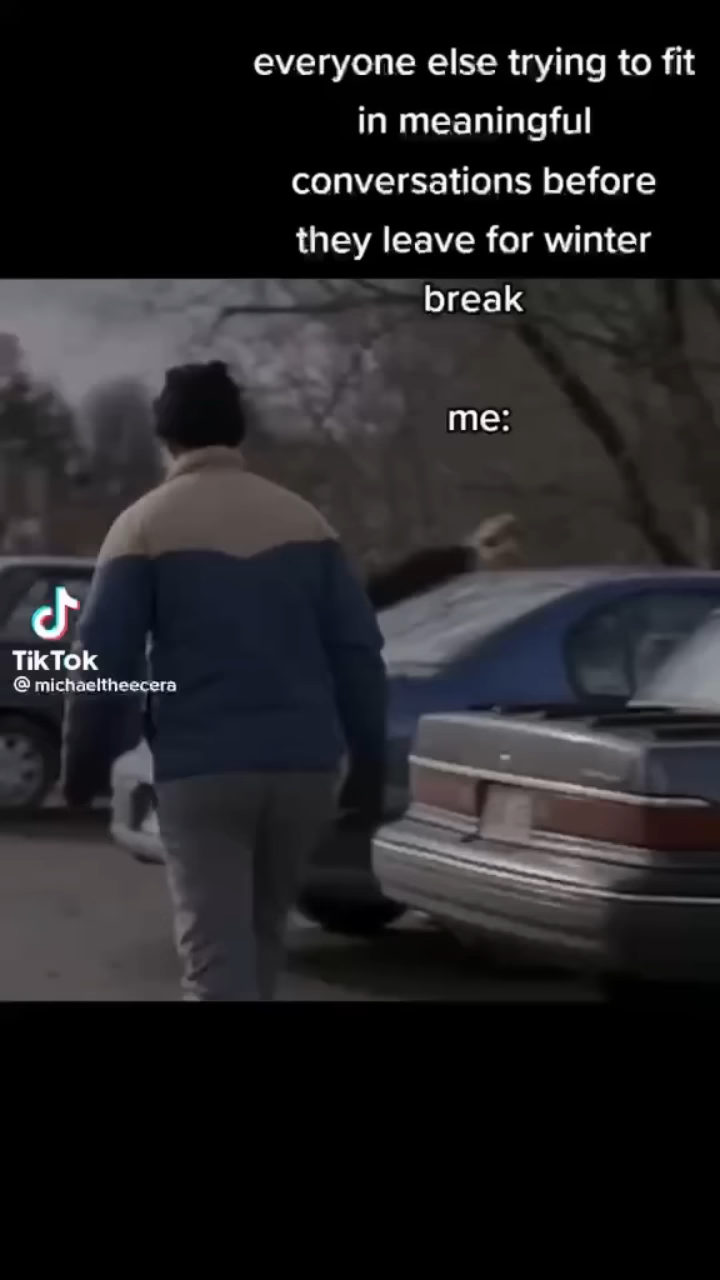 everyone else trying to fit
in meaningful
conversations before
they leave for winter
break
me:
TikTok
@michaeltheecera